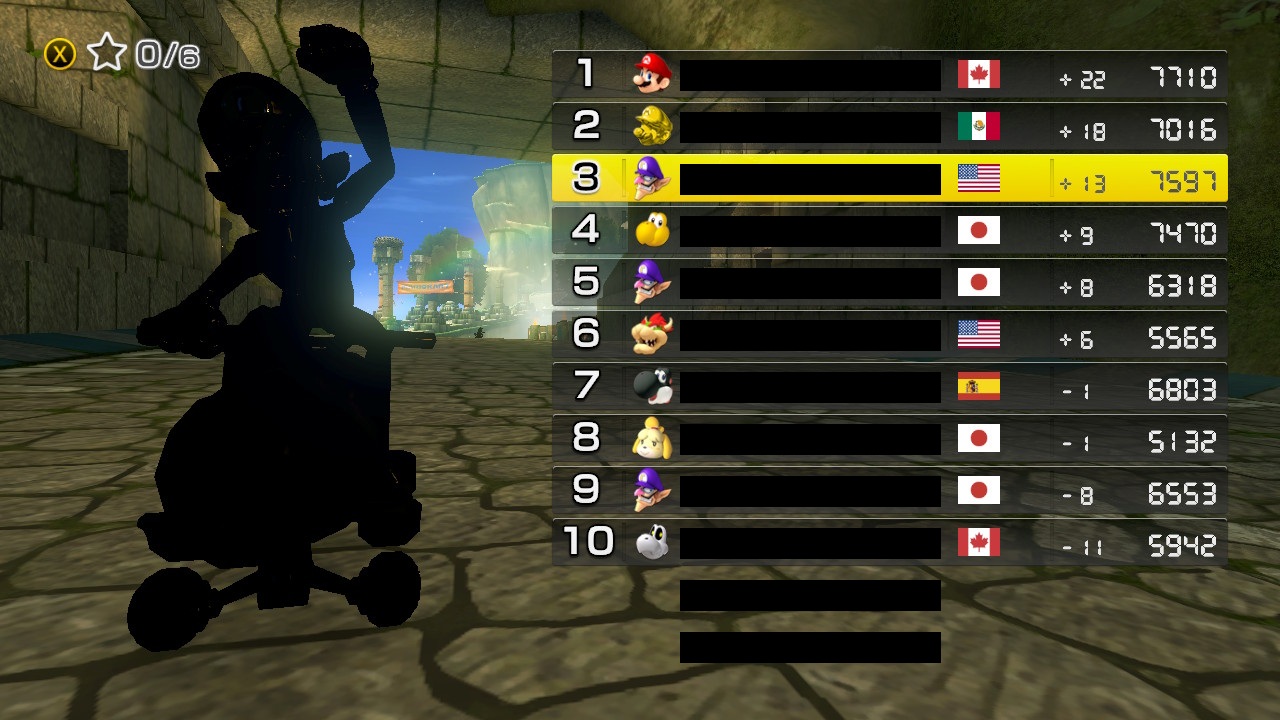 X 0/6
1 + 22 7710
2 + 18 7016
3 + 13 7597
4 + 9 7470
5 + 8 6318
6 + 6 5565
7 - 1 6803
8 - 1 5132
9 - 8 6553
10 - 11 5942